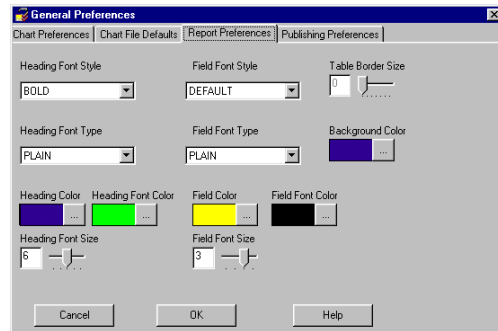 General Preferences
Chart Preferences Chart File Defaults Report Preferences Publishing Preferences
Heading Font Style Field Font Style Table Border Size
BOLD DEFAULT 0
Heading Font Type Field Font Type Background Color
PLAIN PLAIN ...
Heading Color Heading Font Color Field Color Field Font Color
... ... ... ...
Heading Font Size Field Font Size
6 3
Cancel OK Help